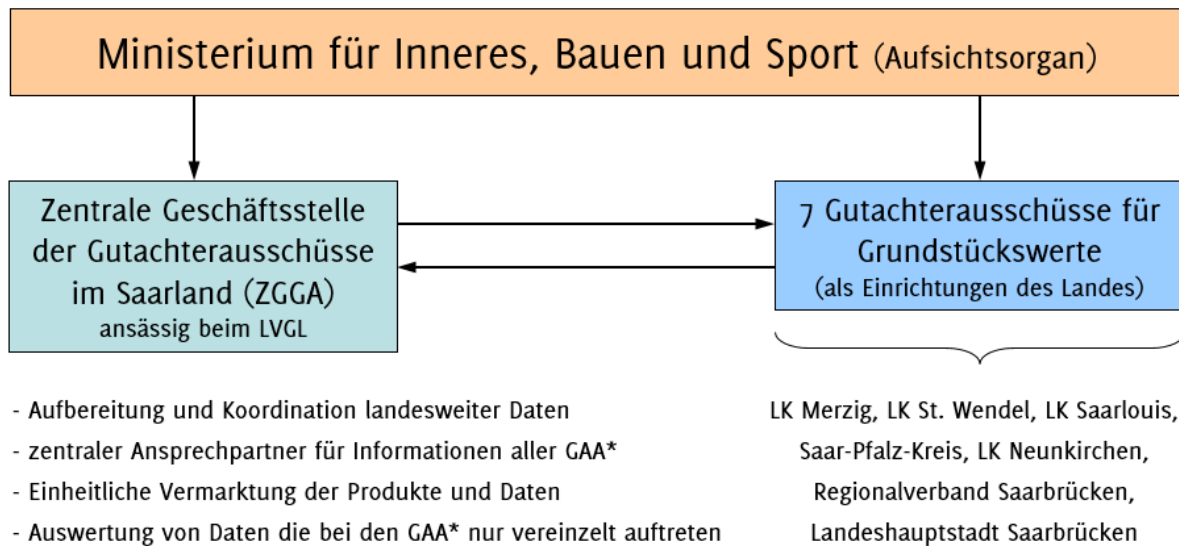 Ministerium für Inneres, Bauen und Sport (Aufsichtsorgan)
Zentrale Geschäftsstelle
der Gutachterausschüsse
im Saarland (ZGGA)
ansässig beim LVGL
7 Gutachterausschüsse für
Grundstückswerte
(als Einrichtungen des Landes)
- Aufbereitung und Koordination landesweiter Daten
- zentraler Ansprechpartner für Informationen aller GAA*
- Einheitliche Vermarktung der Produkte und Daten
- Auswertung von Daten die bei den GAA* nur vereinzelt auftreten
LK Merzig, LK St. Wendel, LK Saarlouis,
Saar-Pfalz-Kreis, LK Neunkirchen,
Regionalverband Saarbrücken,
Landeshauptstadt Saarbrücken